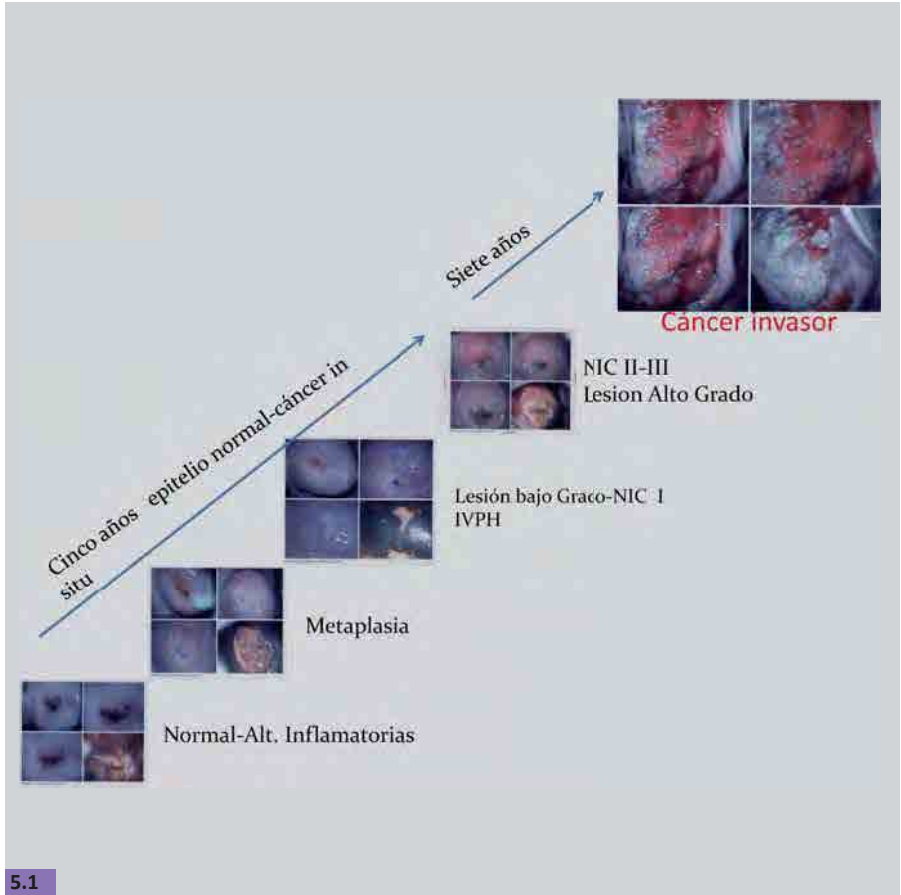 Siete años
Cáncer invasor
NIC II-III
Lesion Alto Grado
Cinco años epitelio normal-cáncer in
situ
Lesión bajo Graco-NIC I
IVPH
Metaplasia
Normal-Alt. Inflamatorias
5.1